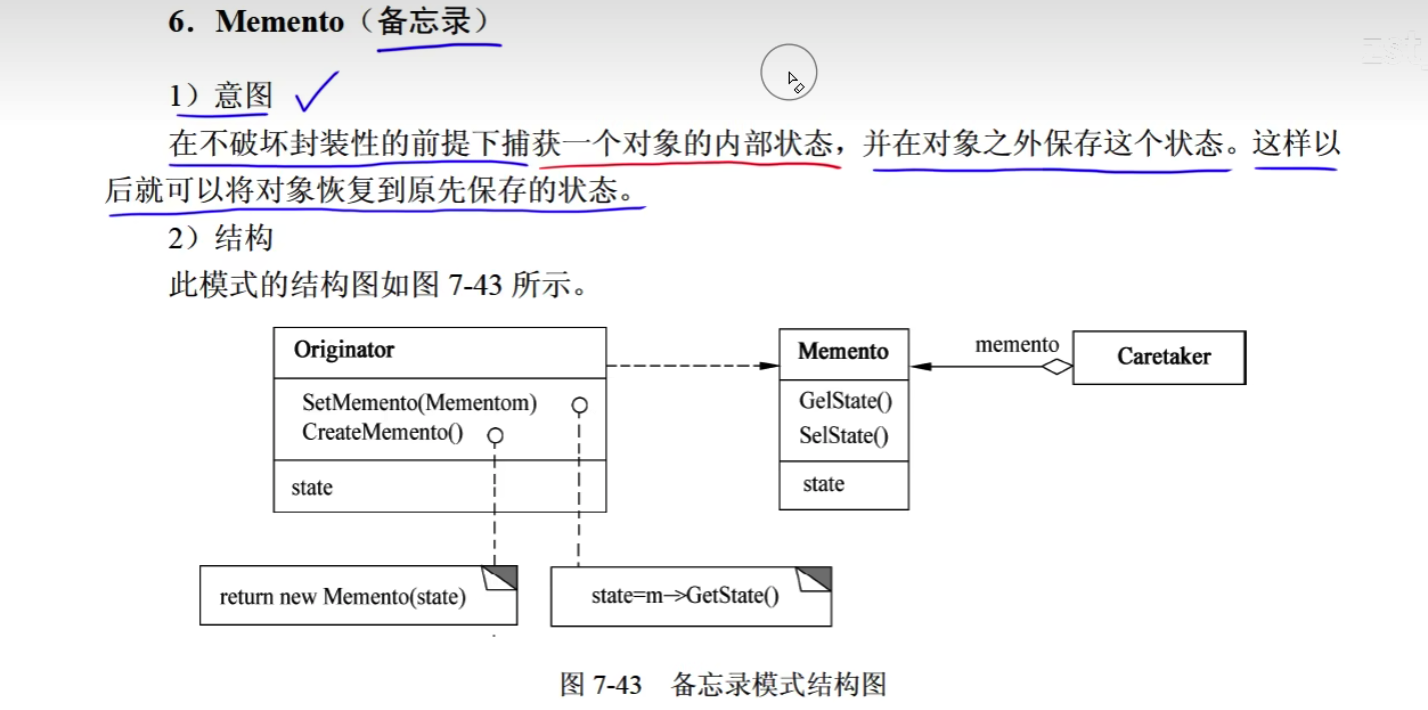 6. Memento（备忘录）
1）意图
在不破坏封装性的前提下捕获一个对象的内部状态，并在对象之外保存这个状态。这样以
后就可以将对象恢复到原先保存的状态。
2）结构
此模式的结构图如图 7-43 所示。
Originator
SetMemento(Mementom)
CreateMemento()
state
Memento
GelState()
SelState()
state
memento
Caretaker
return new Memento(state)
state=m->GetState()
图 7-43 备忘录模式结构图